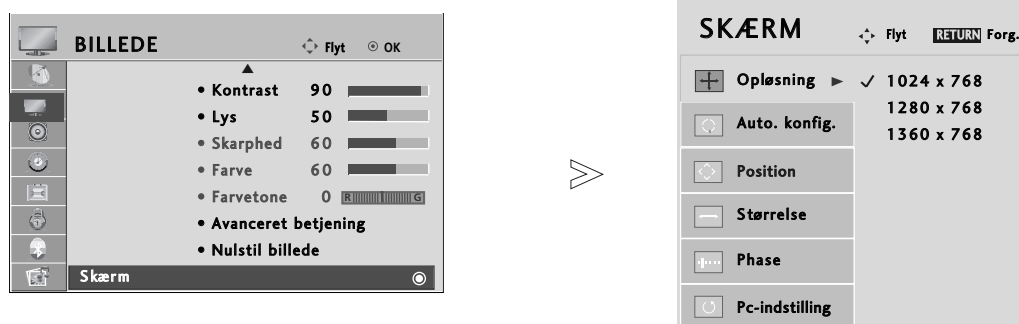 BILLEDE Flyt OK
• Kontrast 90
• Lys 50
• Skarphed 60
• Farve 60
• Farvetone 0 R G
• Avanceret betjening
• Nulstil billede
Skærm
SKÆRM Flyt RETURN Forg.
Opløsning ► ✓ 1024 x 768
1280 x 768
Auto. konfig.
1360 x 768
Position
Størrelse
Phase
Pc-indstilling